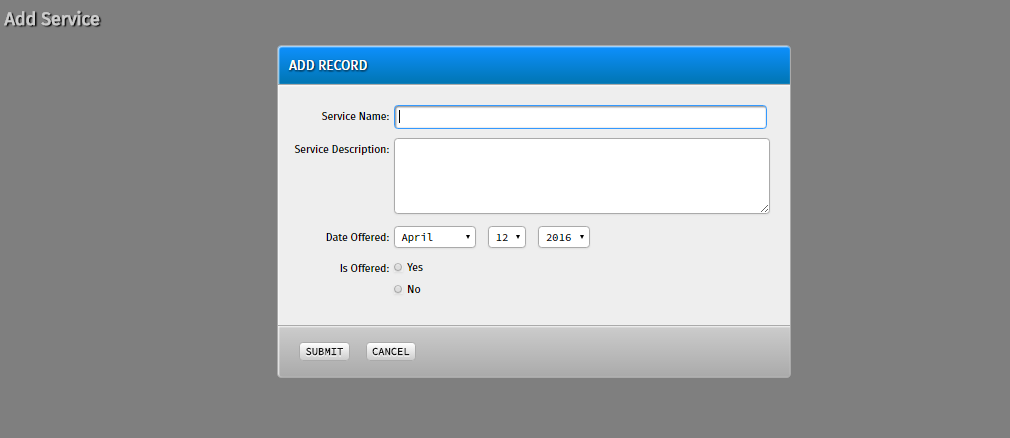 Add Service
ADD RECORD
Service Name:
Service Description:
Date Offered: April 12 2016
Is Offered: Yes
No
SUBMIT CANCEL